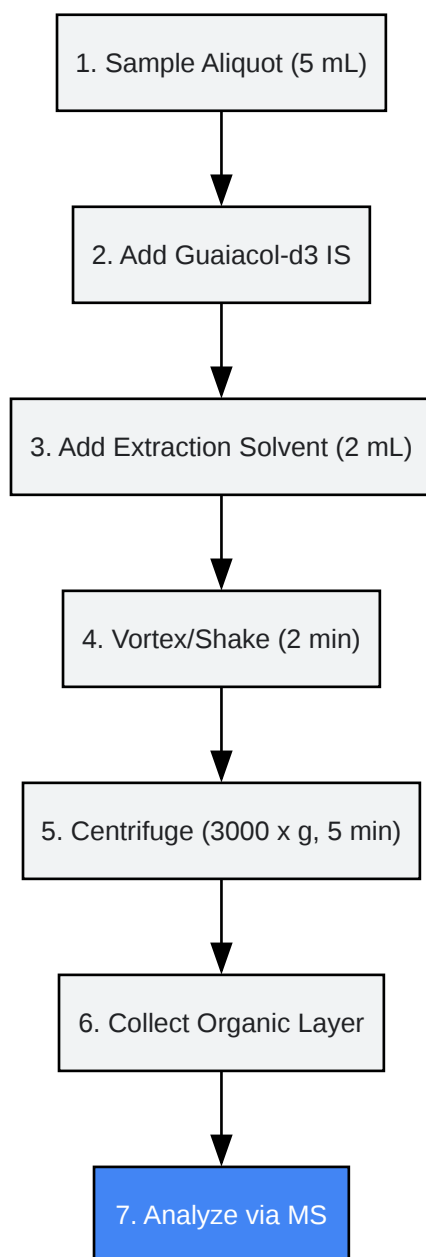 1. Sample Aliquot (5 mL)
2. Add Guaiacol-d3 IS
3. Add Extraction Solvent (2 mL)
4. Vortex/Shake (2 min)
5. Centrifuge (3000 x g, 5 min)
6. Collect Organic Layer
7. Analyze via MS